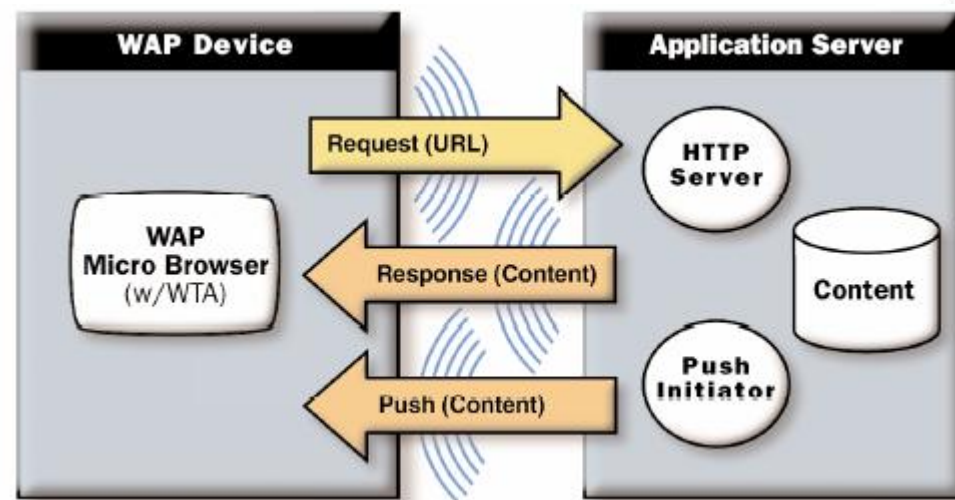 WAP Device
Application Server
Request (URL)
HTTP
Server
WAP
Micro Browser
(w/WTA)
Response (Content)
Content
Push (Content)
Push
Initiator